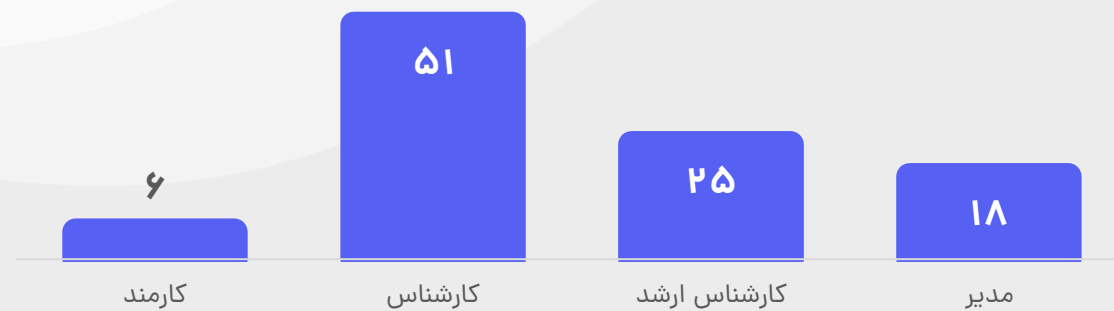 ۵۱
۲۵
۱۸
۶
مدیر
کارشناس ارشد
کارشناس
کارمند